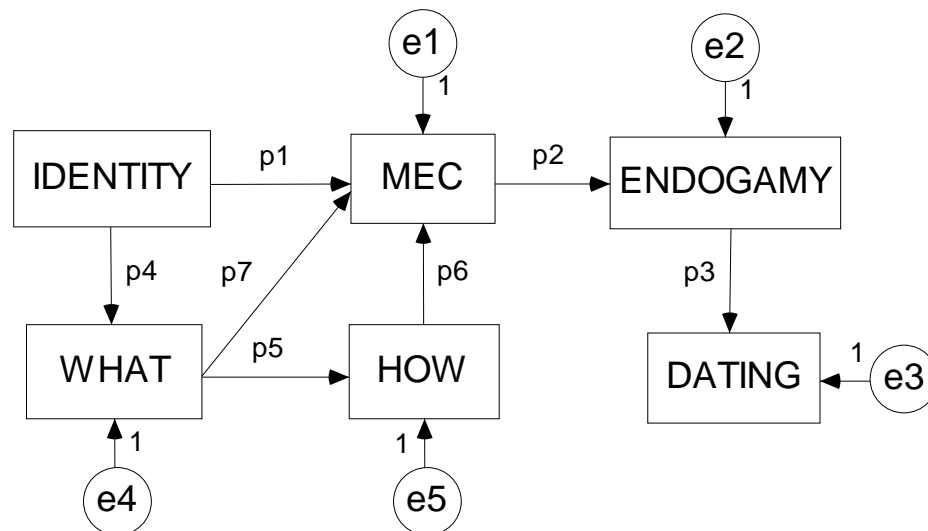 e1
e2
1
1
IDENTITY
p1
MEC
p2
ENDOGAMY
p4
p7
p6
p3
WHAT
p5
HOW
DATING
1
e3
1
1
e4
e5